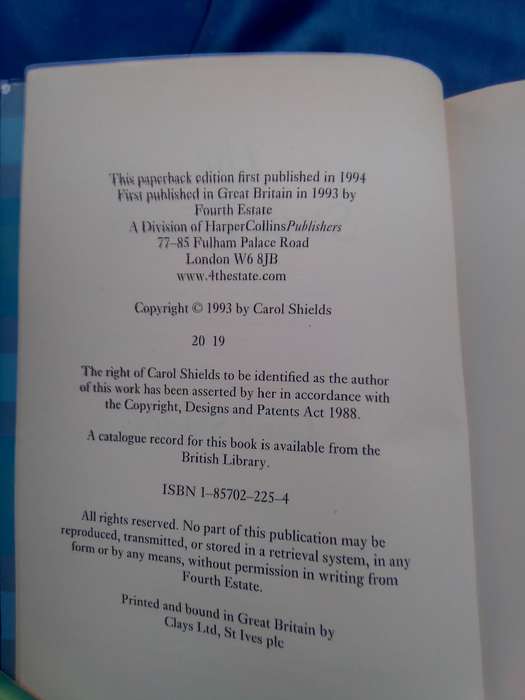 This paperback edition first published in 1994
First published in Great Britain in 1993 by
Fourth Estate
A Division of HarperCollinsPublishers
77–85 Fulham Palace Road
London W6 8JB
www.4thestate.com
Copyright © 1993 by Carol Shields
20 19
The right of Carol Shields to be identified as the author
of this work has been asserted by her in accordance with
the Copyright, Designs and Patents Act 1988.
A catalogue record for this book is available from the
British Library.
ISBN 1–85702–225–4
All rights reserved. No part of this publication may be
reproduced, transmitted, or stored in a retrieval system, in any
form or by any means, without permission in writing from
Fourth Estate.
Printed and bound in Great Britain by
Clays Ltd, St Ives plc